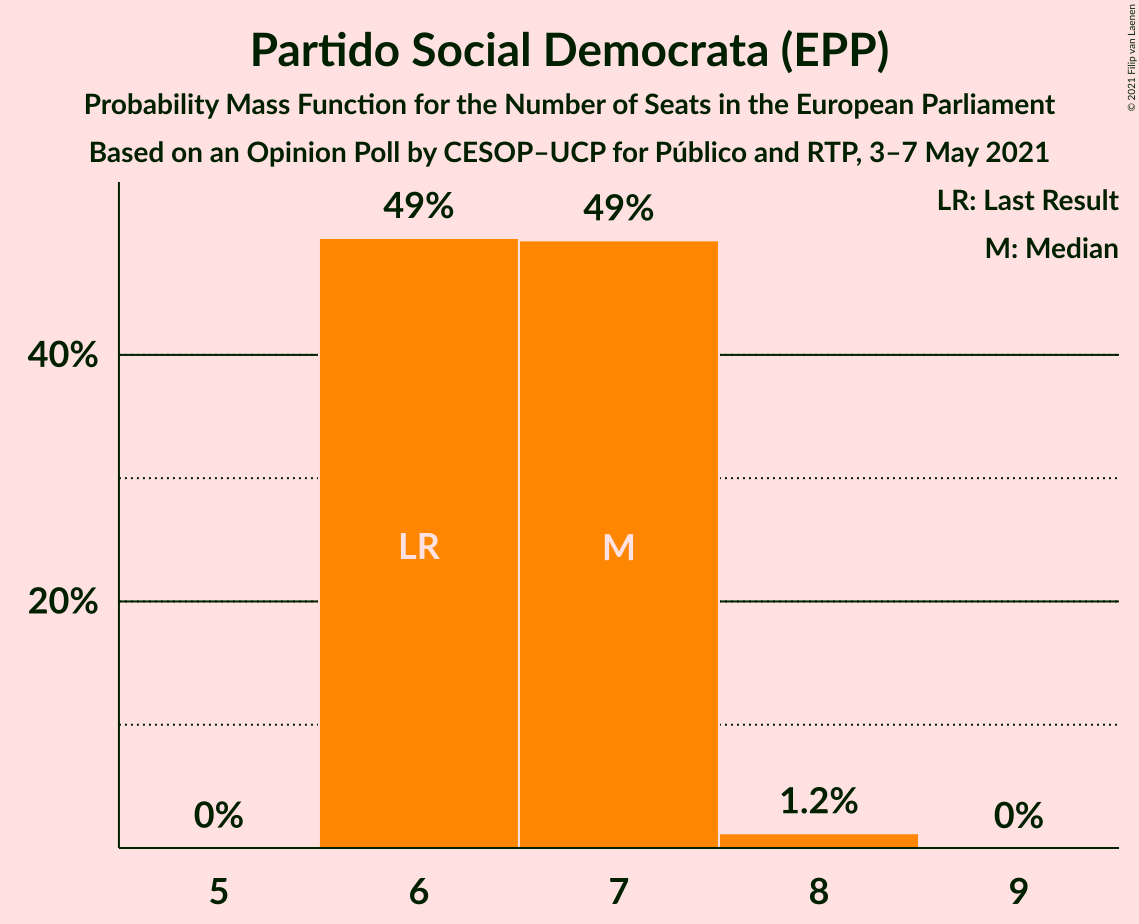 Partido Social Democrata (EPP)
Probability Mass Function for the Number of Seats in the European Parliament
Based on an Opinion Poll by CESOP–UCP for Público and RTP, 3–7 May 2021
© 2021 Filip van Laenen
LR: Last Result
M: Median
49%
49%
40%
LR
M
20%
0%
1.2%
0%
5
6
7
8
9